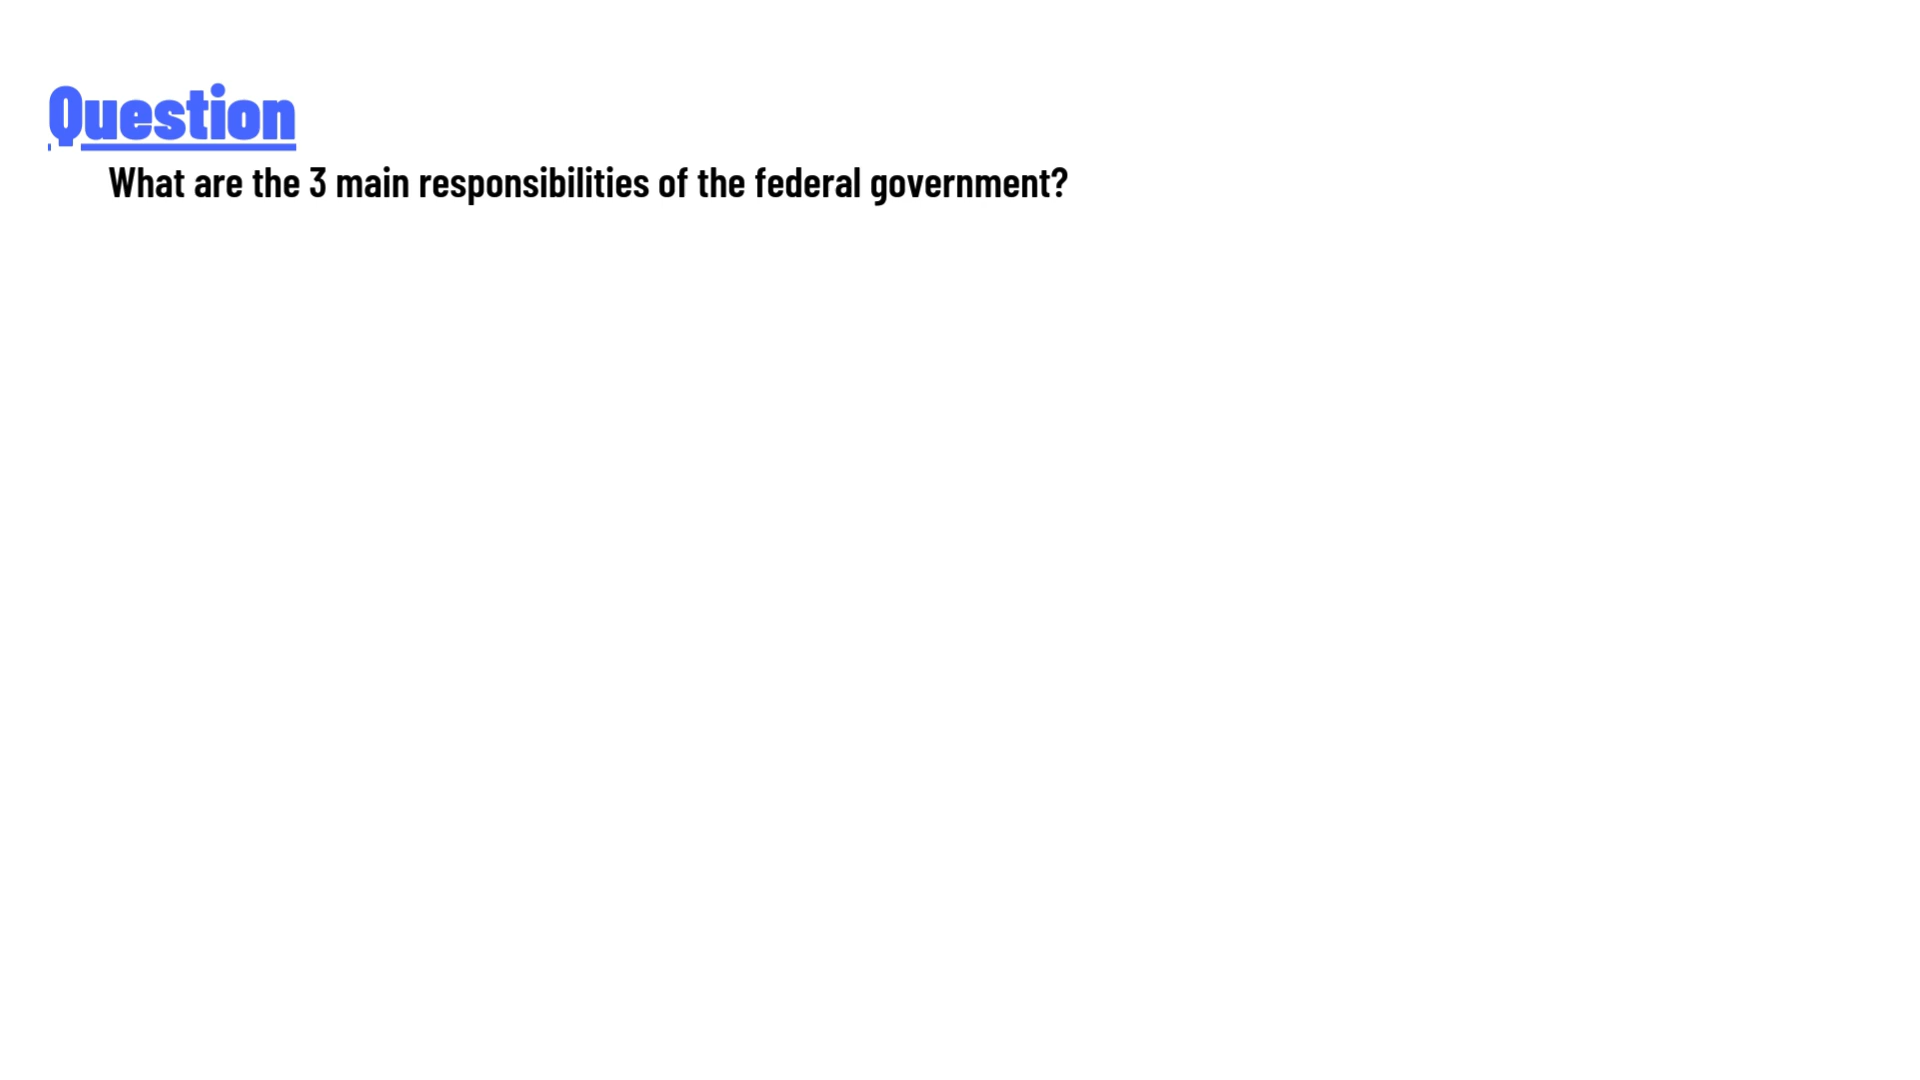 Question
What are the 3 main responsibilities of the federal government?